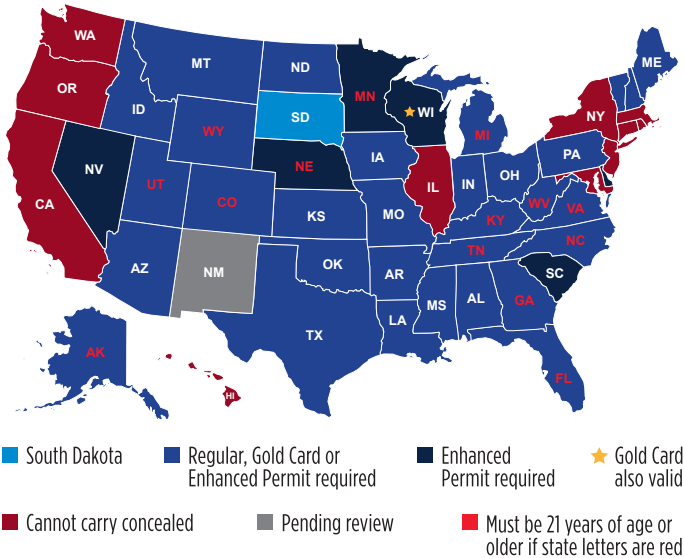 WA
MT
ND
ME
OR
MN
ID
SD
WI
NY
WY
MI
NV
NE
IA
PA
UT
IL
IN
OH
CA
CO
WV
VA
KS
MO
KY
NC
TN
AZ
NM
OK
AR
SC
MS
AL
GA
LA
TX
AK
FL
HI
South Dakota
Regular, Gold Card or
Enhanced Permit required
Enhanced
Permit required
Gold Card
also valid
Cannot carry concealed
Pending review
Must be 21 years of age or
older if state letters are red